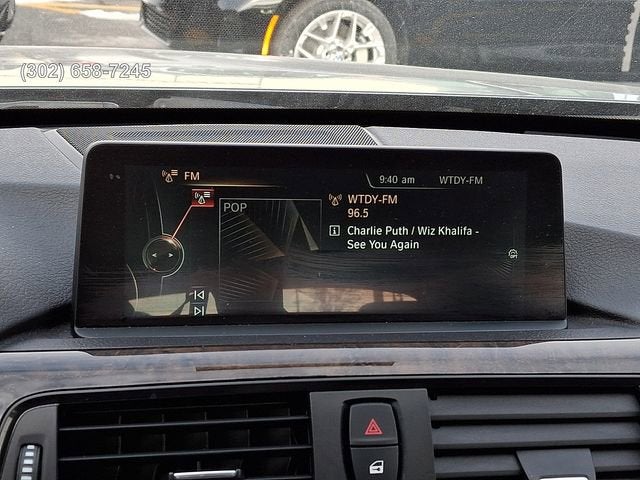 (302) 658-7245
FM
9:40 am WTDY-FM
POP
WTDY-FM
96.5
Charlie Puth / Wiz Khalifa -
See You Again